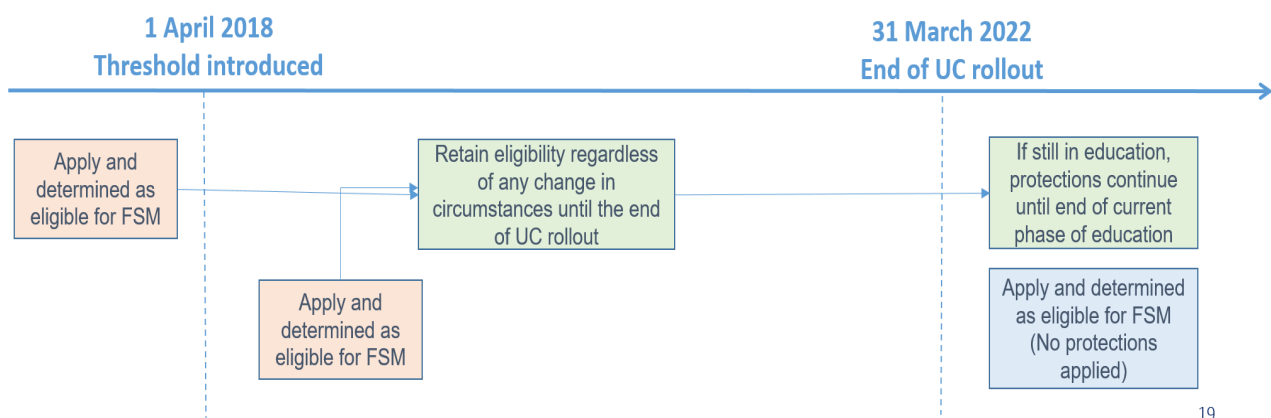 1 April 2018
Threshold introduced
31 March 2022
End of UC rollout
Apply and
determined as
eligible for FSM
Retain eligibility regardless
of any change in
circumstances until the end
of UC rollout
If still in education,
protections continue
until end of current
phase of education
Apply and
determined as
eligible for FSM
Apply and determined
as eligible for FSM
(No protections
applied)
19